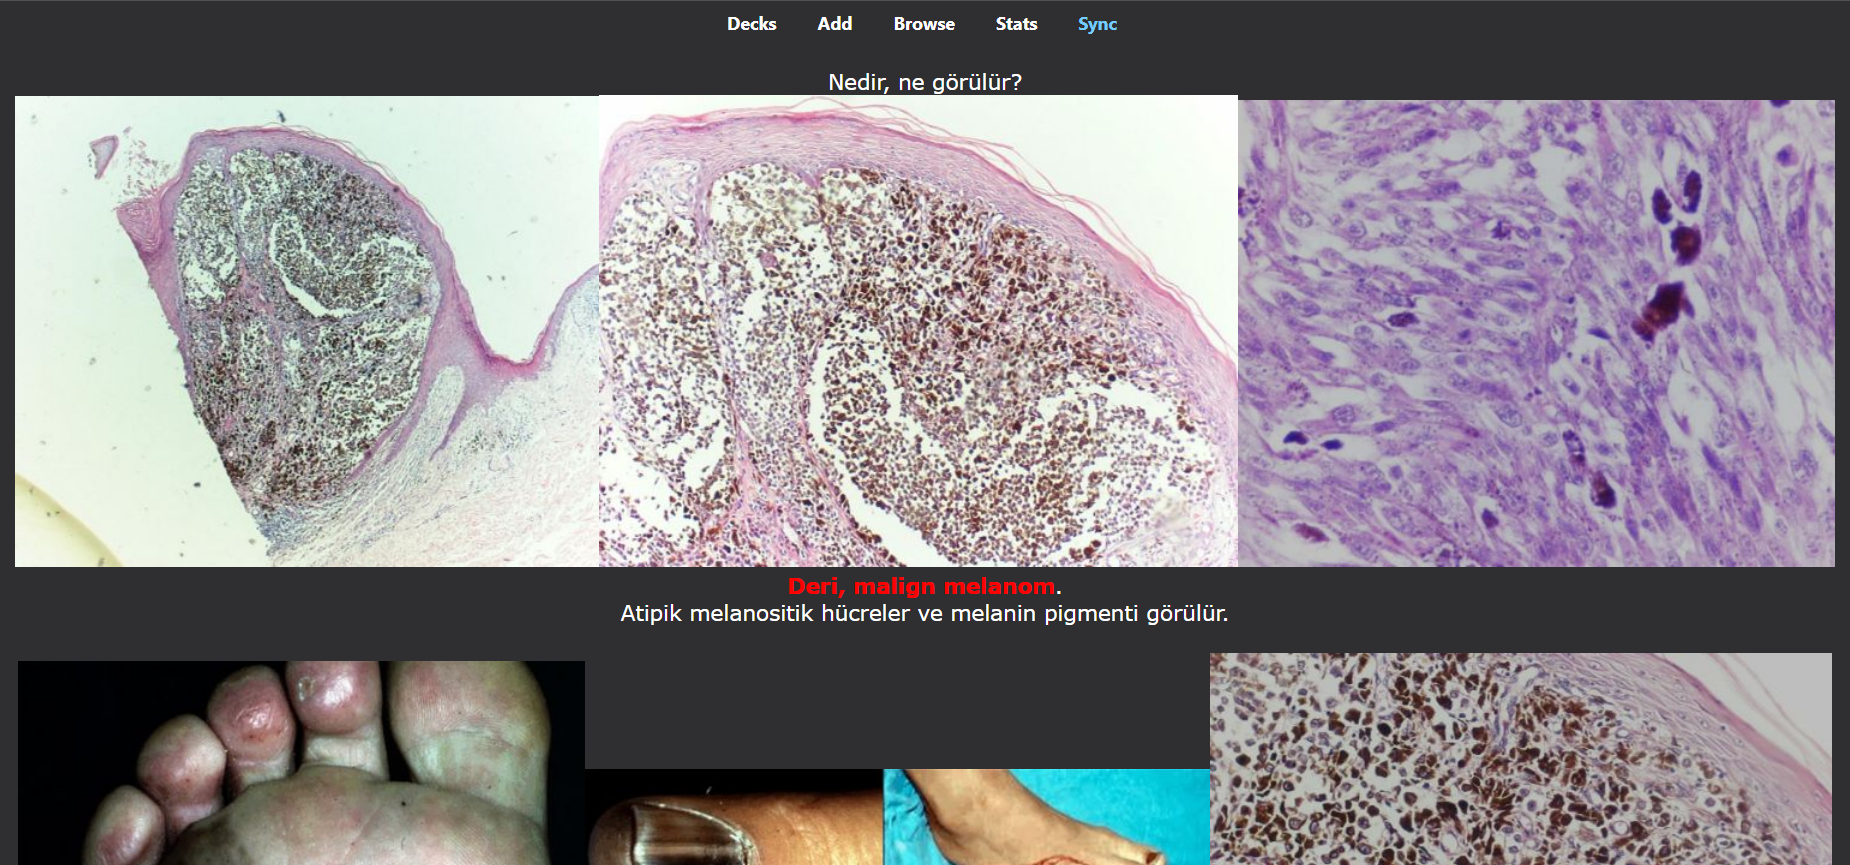 Decks Add Browse Stats Sync
Nedir, ne görülür?
Deri, malign melanom.
Atipik melanositik hücreler ve melanin pigmenti görülür.